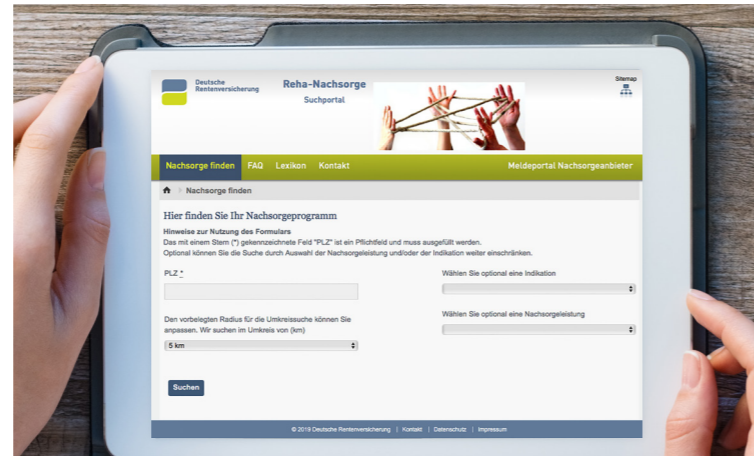 Deutsche
Rentenversicherung
Reha-Nachsorge
Suchportal
Sitemap
Nachsorge finden FAQ Lexikon Kontakt Meldeportal Nachsorgeanbieter
Nachsorge finden
Hier finden Sie Ihr Nachsorgeprogramm
Hinweise zur Nutzung des Formulars
Das mit einem Stern (*) gekennzeichnete Feld "PLZ" ist ein Pflichtfeld und muss ausgefüllt werden.
Optional können Sie die Suche durch Auswahl der Nachsorgeleistung und/oder der Indikation weiter einschränken.
PLZ *
Wählen Sie optional eine Indikation
Den vorbelegten Radius für die Umkreissuche können Sie
anpassen. Wir suchen im Umkreis von (km)
5 km
Wählen Sie optional eine Nachsorgeleistung
Suchen
© 2019 Deutsche Rentenversicherung | Kontakt | Datenschutz | Impressum